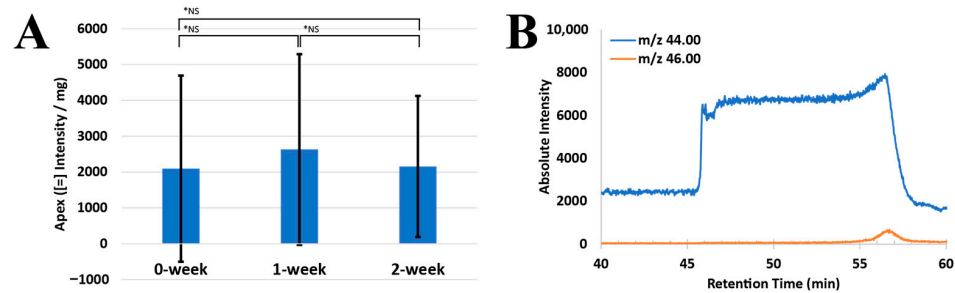 A
*NS
*NS
*NS
Apex ([=] Intensity / mg)
6000
5000
4000
3000
2000
1000
0
−1000
0-week
1-week
2-week
B
m/z 44.00
m/z 46.00
Absolute Intensity
10,000
8000
6000
4000
2000
0
40
45
50
55
60
Retention Time (min)